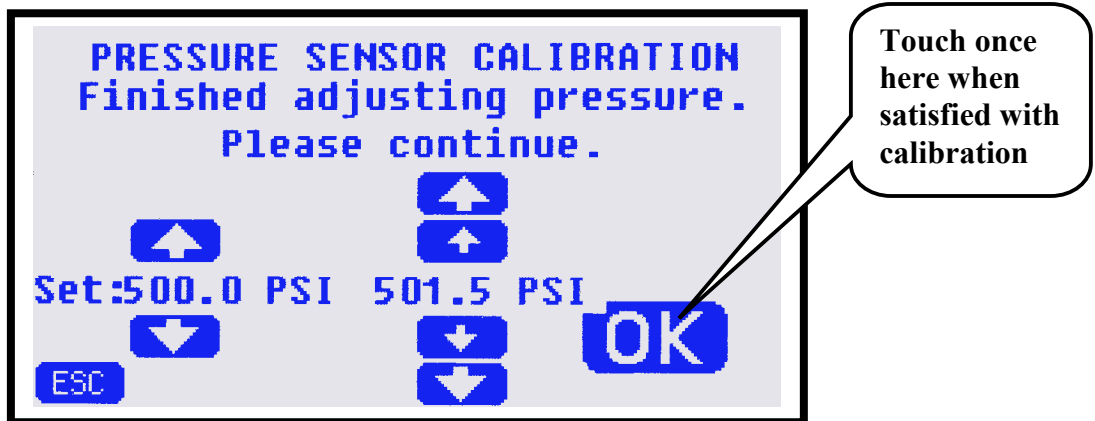 PRESSURE SENSOR CALIBRATION
Finished adjusting pressure.
Please continue.
Set:500.0 PSI 501.5 PSI
OK
ESC
Touch once
here when
satisfied with
calibration